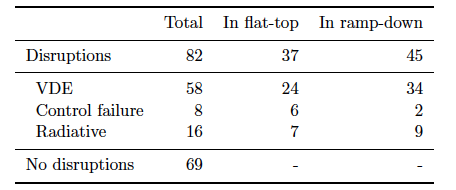 Total In flat-top In ramp-down
Disruptions 82 37 45
VDE 58 24 34
Control failure 8 6 2
Radiative 16 7 9
No disruptions 69 - -